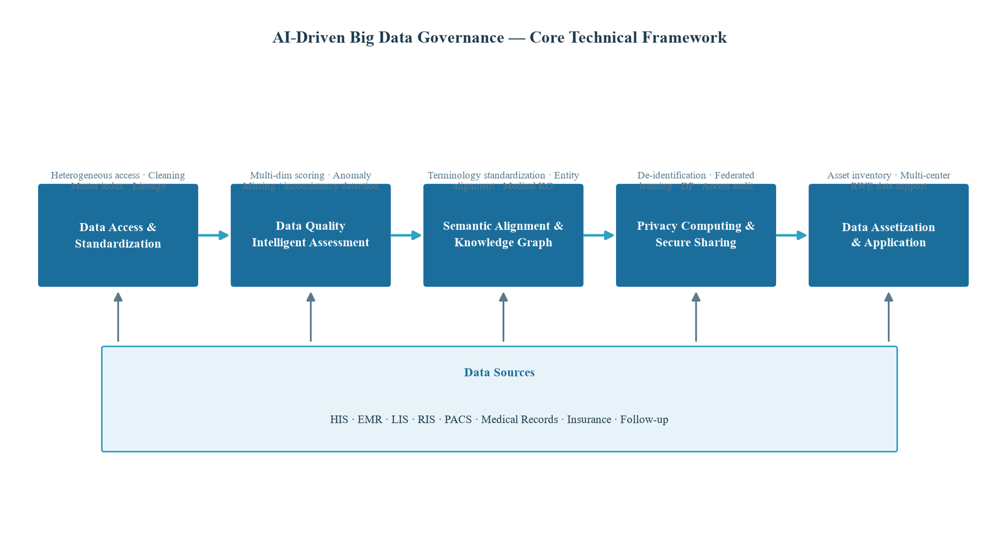 AI-Driven Big Data Governance — Core Technical Framework
Heterogeneous access · Cleaning
Master index · Lineage
Data Access &
Standardization
Multi-dim scoring · Anomaly
Missing / inconsistency detection
Data Quality
Intelligent Assessment
Terminology standardization · Entity
alignment · Medical KG
Semantic Alignment &
Knowledge Graph
De-identification · Federated
learning · DP · Access audit
Privacy Computing &
Secure Sharing
Asset inventory · Multi-center
RWE data support
Data Assetization
& Application
Data Sources
HIS · EMR · LIS · RIS · PACS · Medical Records · Insurance · Follow-up